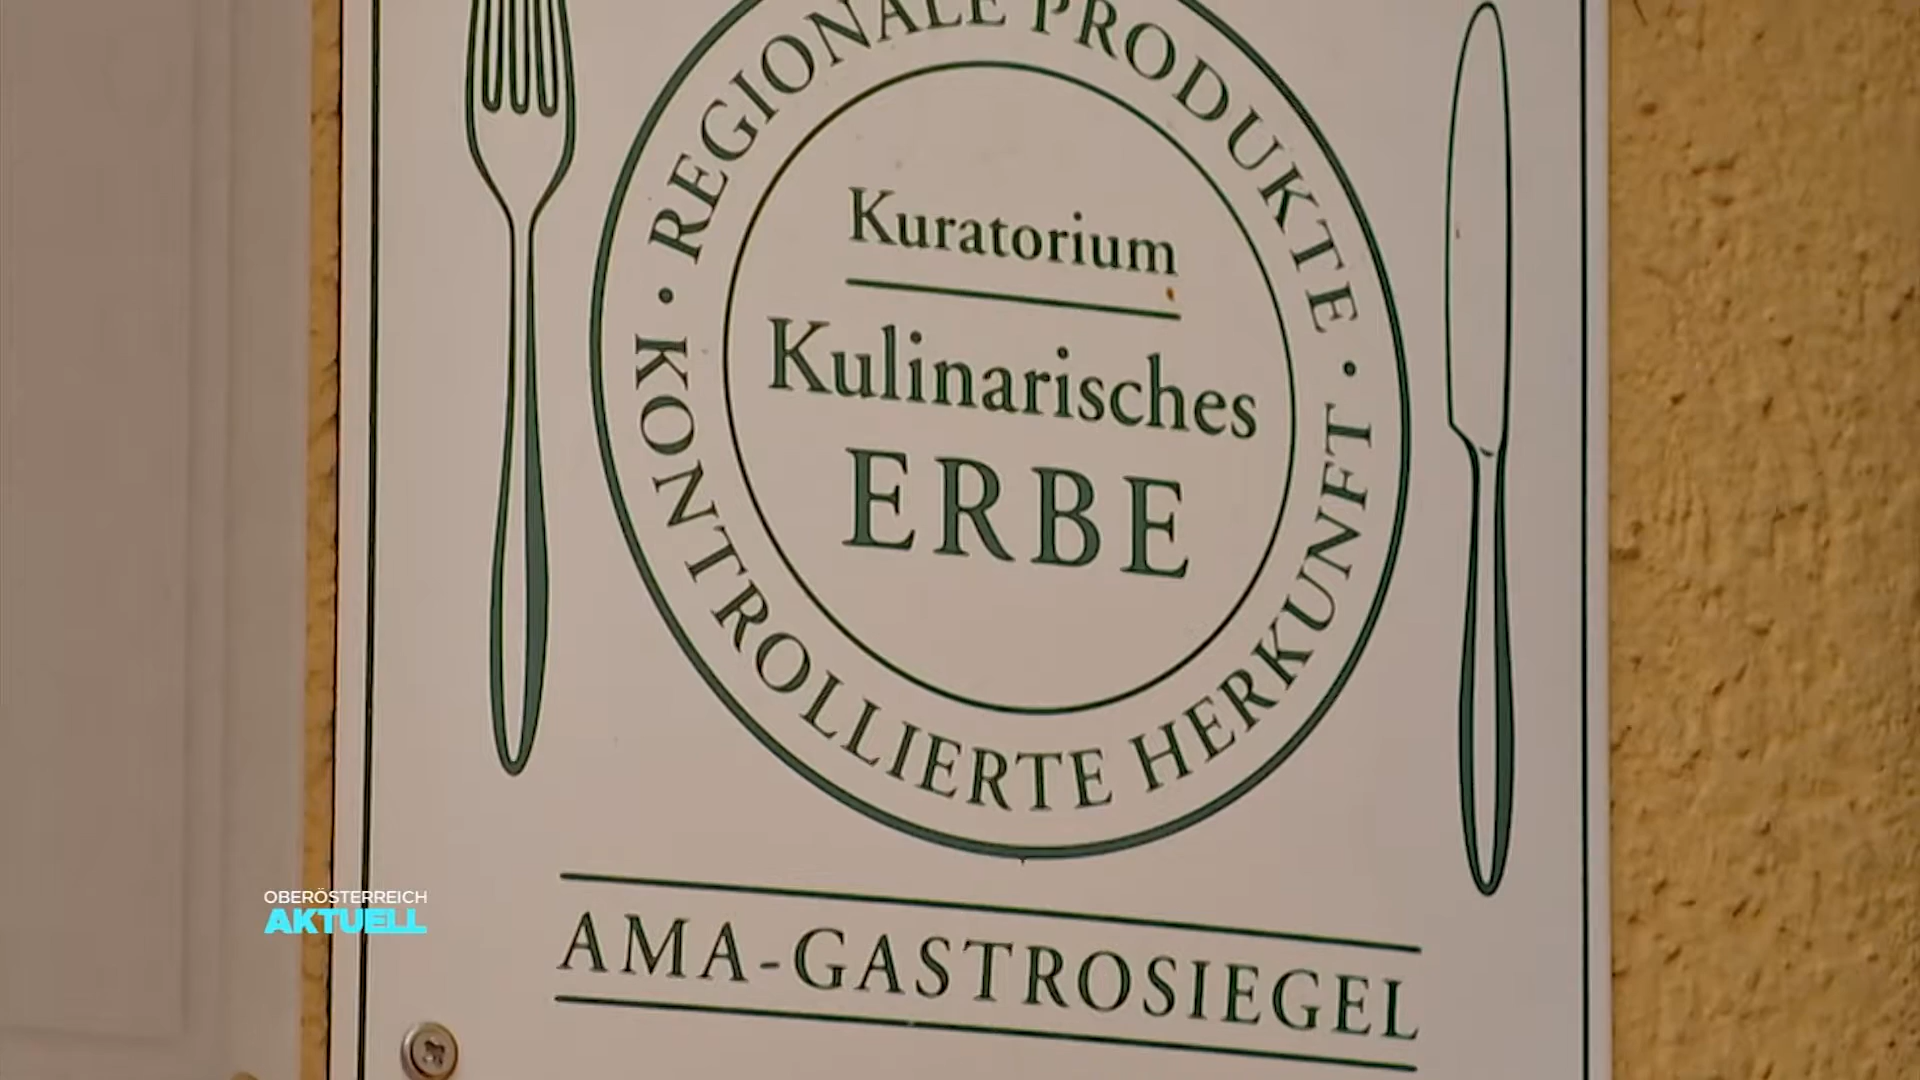 · REGIONALE PRODUKTE ·
Kuratorium
Kulinarisches
ERBE
KONTROLLIERTE HERKUNFT
AMA-GASTROSIEGEL
OBERÖSTERREICH
AKTUELL